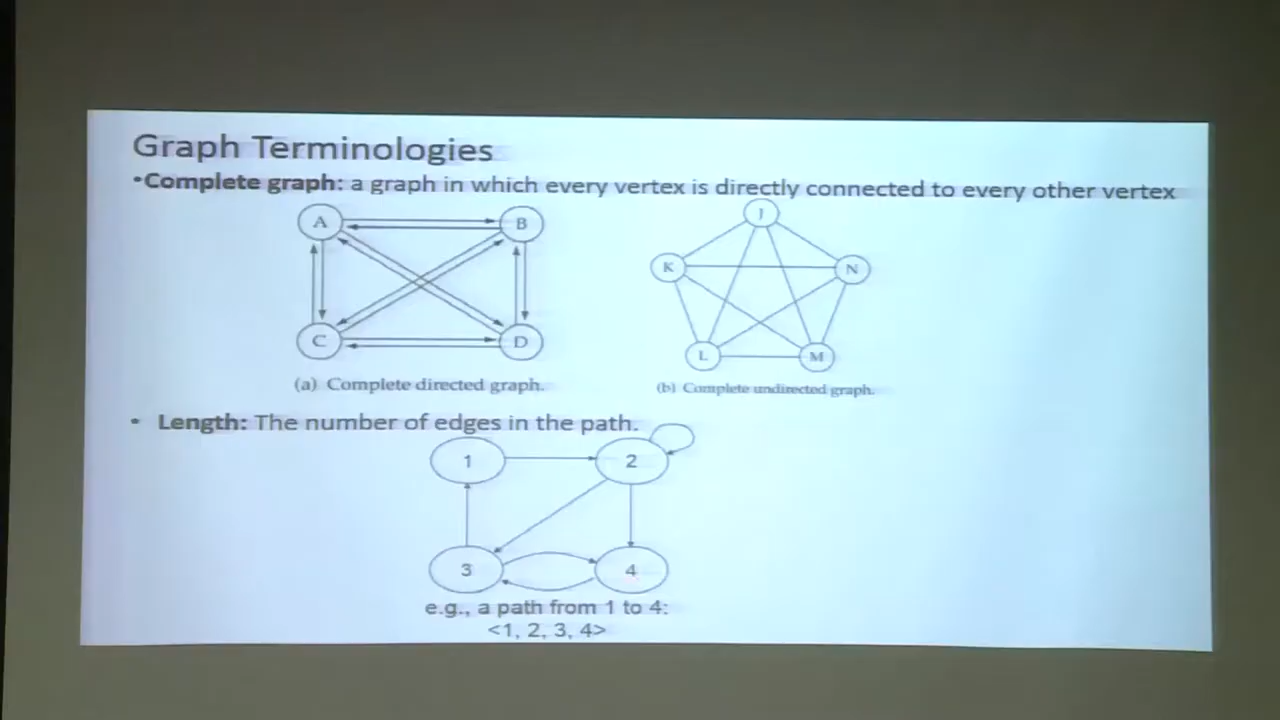 Graph Terminologies
•Complete graph: a graph in which every vertex is directly connected to every other vertex
A B
J
K N
C D
L M
(a) Complete directed graph.
(b) Complete undirected graph.
• Length: The number of edges in the path.
1 2
3 4
e.g., a path from 1 to 4:
<1, 2, 3, 4>